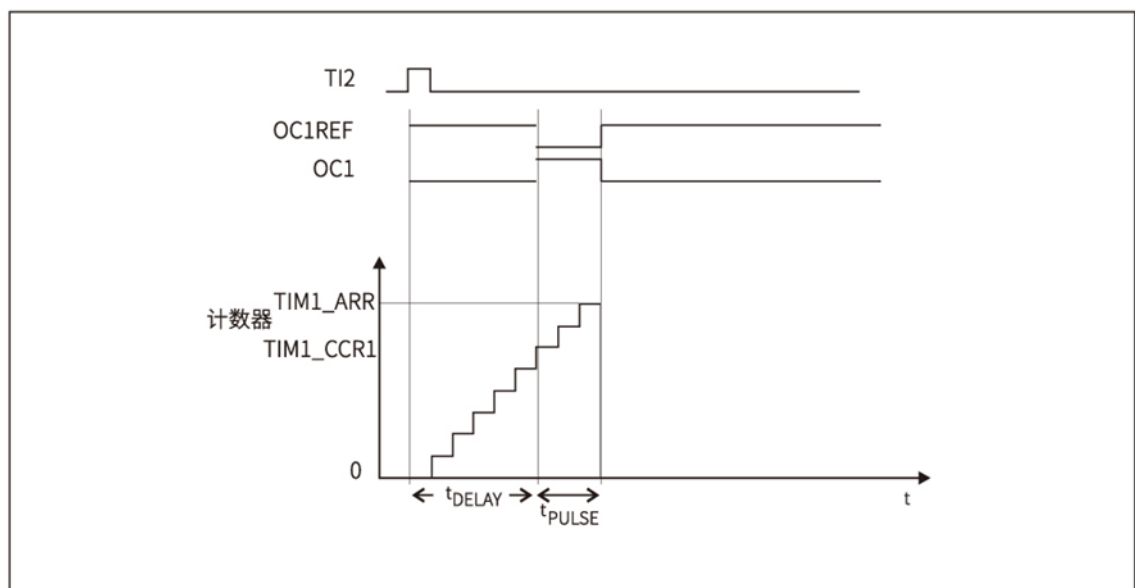 TI2
OC1REF
OC1
TIM1_ARR
计数器
TIM1_CCR1
0
tDELAY
tPULSE
t